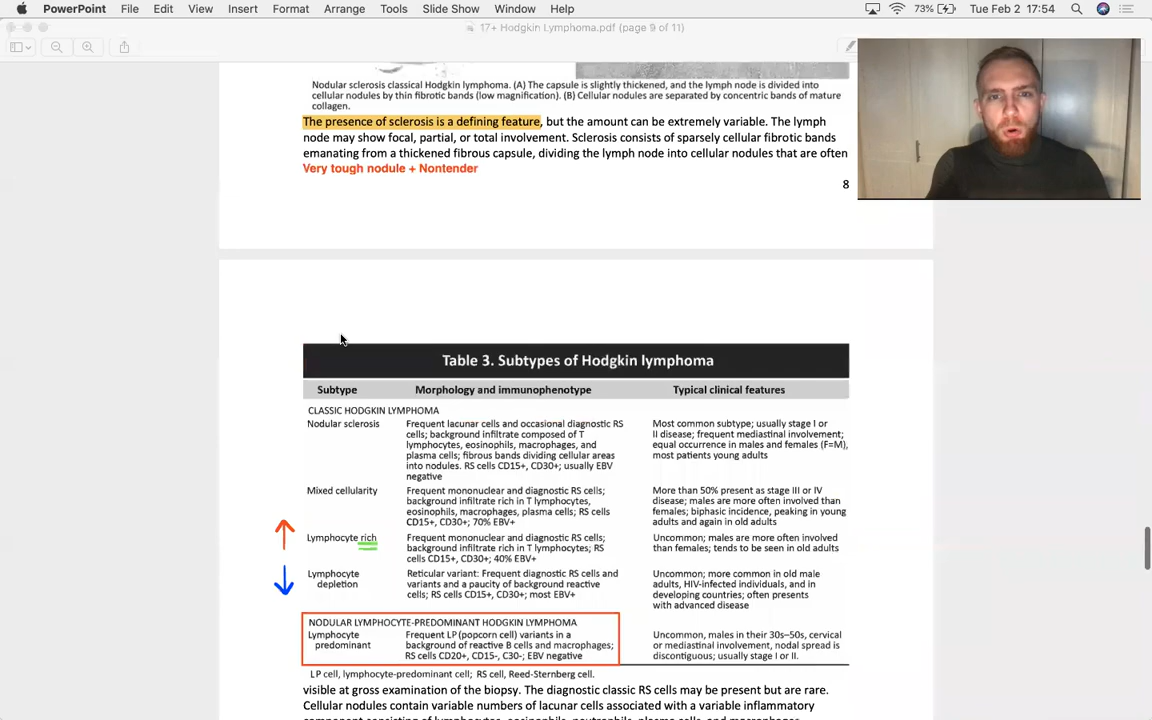 PowerPoint File Edit View Insert Format Arrange Tools Slide Show Window Help 73% Tue Feb 2 17:54
17+ Hodgkin Lymphoma.pdf (page 9 of 11)
Nodular sclerosis classical Hodgkin lymphoma. (A) The capsule is slightly thickened, and the lymph node is divided into
cellular nodules by thin fibrotic bands (low magnification). (B) Cellular nodules are separated by concentric bands of mature
collagen.
The presence of sclerosis is a defining feature, but the amount can be extremely variable. The lymph
node may show focal, partial, or total involvement. Sclerosis consists of sparsely cellular fibrotic bands
emanating from a thickened fibrous capsule, dividing the lymph node into cellular nodules that are often
Very tough nodule + Nontender
8
Table 3. Subtypes of Hodgkin lymphoma
Subtype Morphology and immunophenotype Typical clinical features
CLASSIC HODGKIN LYMPHOMA
Nodular sclerosis
Frequent lacunar cells and occasional diagnostic RS
cells; background infiltrate composed of T
lymphocytes, eosinophils, macrophages, and
plasma cells; fibrous bands dividing cellular areas
into nodules. RS cells CD15+, CD30+; usually EBV
negative
Most common subtype; usually stage I or
II disease; frequent mediastinal involvement;
equal occurrence in males and females (F=M),
most patients young adults
Mixed cellularity
Frequent mononuclear and diagnostic RS cells;
background infiltrate rich in T lymphocytes,
eosinophils, macrophages, plasma cells; RS cells
CD15+, CD30+; 70% EBV+
More than 50% present as stage III or IV
disease; males are more often involved than
females; biphasic incidence, peaking in young
adults and again in old adults
Lymphocyte rich
Frequent mononuclear and diagnostic RS cells;
background infiltrate rich in T lymphocytes; RS
cells CD15+, CD30+; 40% EBV+
Uncommon; males are more often involved
than females; tends to be seen in old adults
Lymphocyte
depletion
Reticular variant: Frequent diagnostic RS cells and
variants and a paucity of background reactive
cells; RS cells CD15+, CD30+; most EBV+
Uncommon; more common in old male
adults, HIV-infected individuals, and in
developing countries; often presents
with advanced disease
NODULAR LYMPHOCYTE-PREDOMINANT HODGKIN LYMPHOMA
Lymphocyte
predominant
Frequent LP (popcorn cell) variants in a
background of reactive B cells and macrophages;
RS cells CD20+, CD15-, C30-; EBV negative
Uncommon, males in their 30s–50s, cervical
or mediastinal involvement, nodal spread is
discontiguous; usually stage I or II.
LP cell, lymphocyte-predominant cell; RS cell, Reed-Sternberg cell.
visible at gross examination of the biopsy. The diagnostic classic RS cells may be present but are rare.
Cellular nodules contain variable numbers of lacunar cells associated with a variable inflammatory
component consisting of lymphocytes, eosinophils, neutrophils, plasma cells, and macrophages.